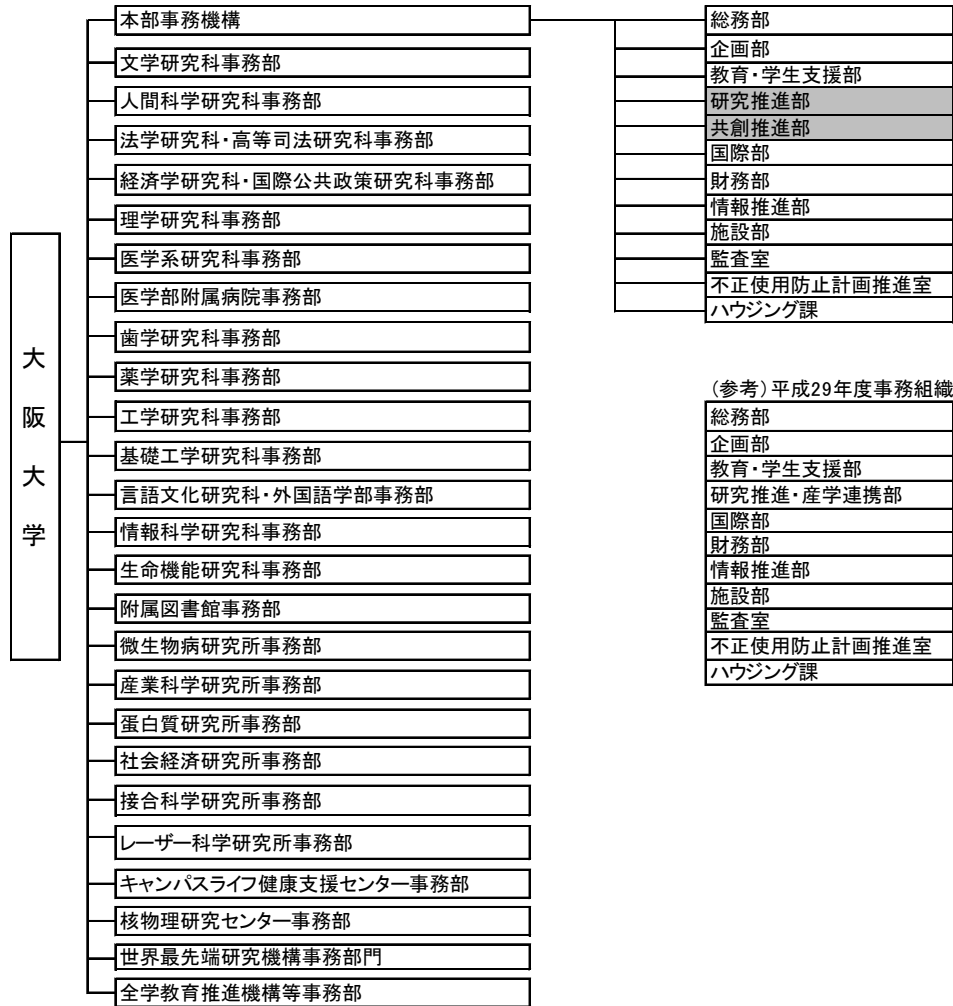 大阪大学
本部事務機構
文学研究科事務部
人間科学研究科事務部
法学研究科・高等司法研究科事務部
経済学研究科・国際公共政策研究科事務部
理学研究科事務部
医学系研究科事務部
医学部附属病院事務部
歯学研究科事務部
薬学研究科事務部
工学研究科事務部
基礎工学研究科事務部
言語文化研究科・外国語学部事務部
情報科学研究科事務部
生命機能研究科事務部
附属図書館事務部
微生物病研究所事務部
産業科学研究所事務部
蛋白質研究所事務部
社会経済研究所事務部
接合科学研究所事務部
レーザー科学研究所事務部
キャンパスライフ健康支援センター事務部
核物理研究センター事務部
世界最先端研究機構事務部門
全学教育推進機構等事務部
総務部
企画部
教育・学生支援部
研究推進部
共創推進部
国際部
財務部
情報推進部
施設部
監査室
不正使用防止計画推進室
ハウジング課
(参考)平成29年度事務組織
総務部
企画部
教育・学生支援部
研究推進・産学連携部
国際部
財務部
情報推進部
施設部
監査室
不正使用防止計画推進室
ハウジング課